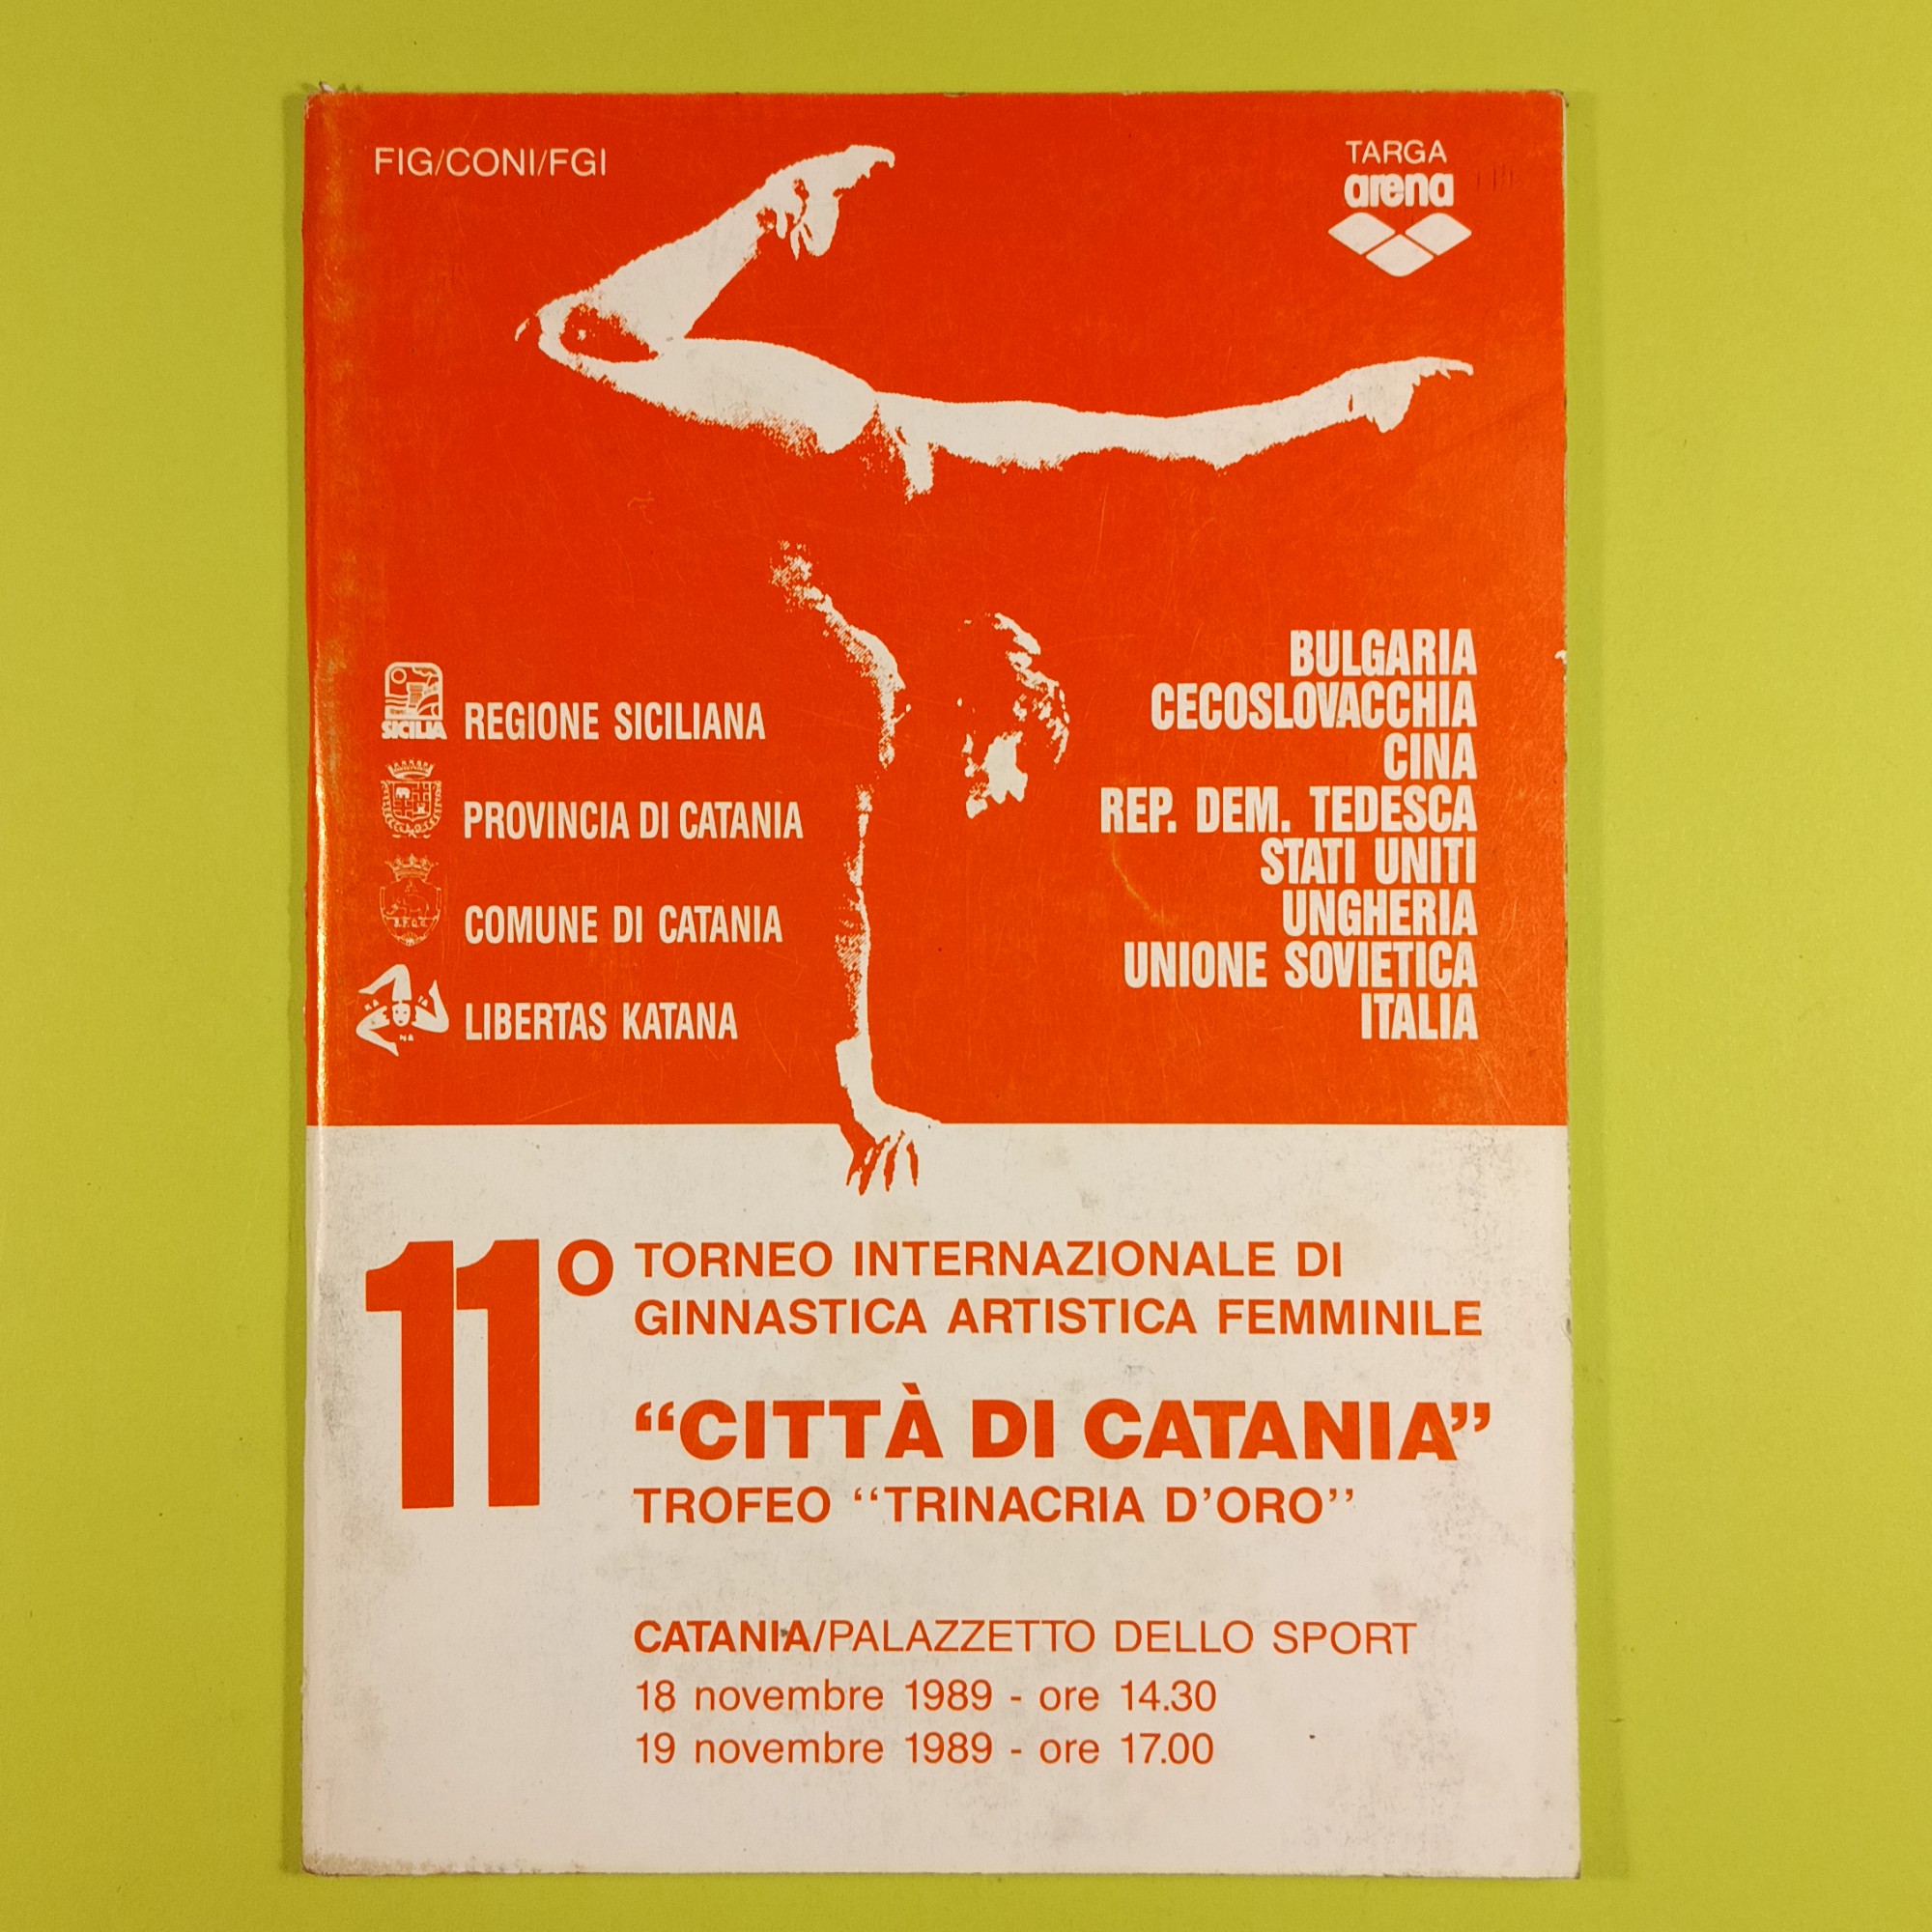 FIG/CONI/FGI
TARGA
arena
BULGARIA
CECOSLOVACCHIA
CINA
REP. DEM. TEDESCA
STATI UNITI
UNGHERIA
UNIONE SOVIETICA
ITALIA
SICILIA
REGIONE SICILIANA
PROVINCIA DI CATANIA
COMUNE DI CATANIA
LIBERTAS KATANA
11° TORNEO INTERNAZIONALE DI
GINNASTICA ARTISTICA FEMMINILE
“CITTÀ DI CATANIA”
TROFEO “TRINACRIA D’ORO”
CATANIA/PALAZZETTO DELLO SPORT
18 novembre 1989 - ore 14.30
19 novembre 1989 - ore 17.00